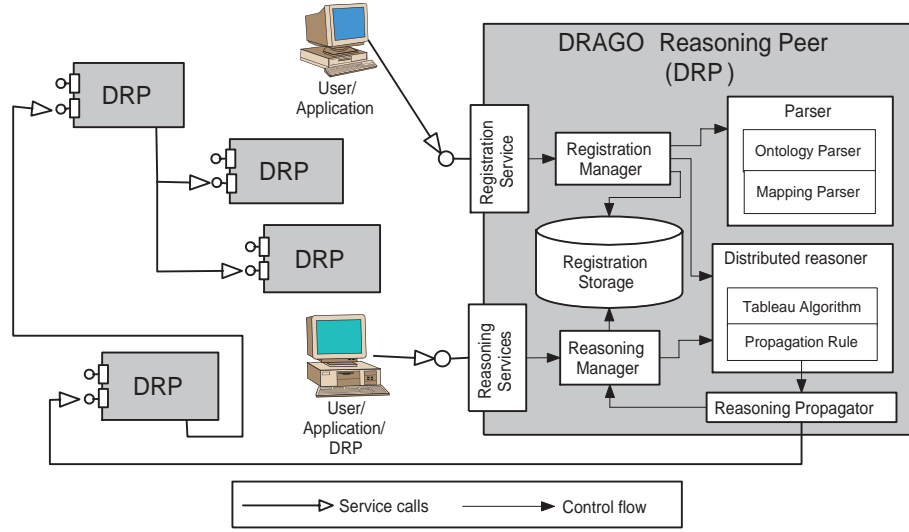 DRAGO Reasoning Peer
(DRP)
User/
Application
DRP
DRP
DRP
DRP
User/
Application/
DRP
Registration
Service
Reasoning
Services
Registration
Manager
Registration
Storage
Reasoning
Manager
Parser
Ontology Parser
Mapping Parser
Distributed reasoner
Tableau Algorithm
Propagation Rule
Reasoning Propagator
Service calls
Control flow